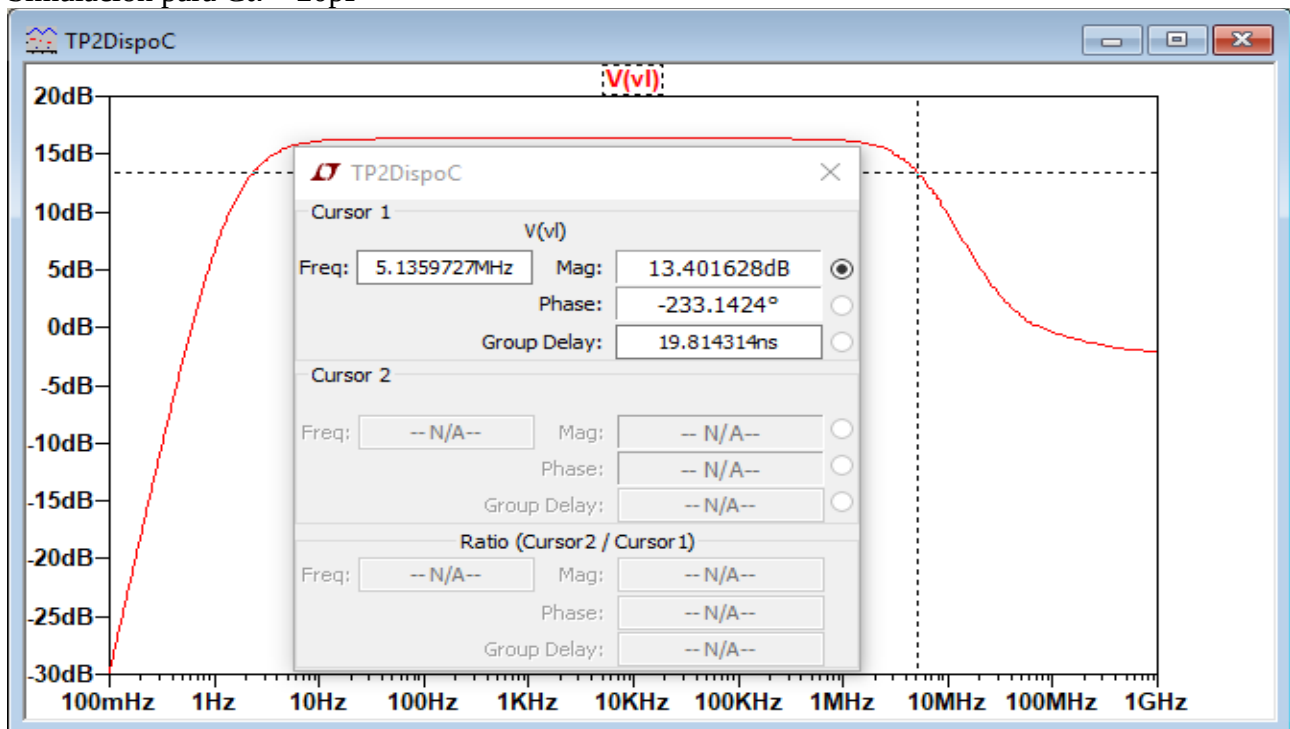 TP2DispoC
V(vl)
20dB
15dB
10dB
5dB
0dB
-5dB
-10dB
-15dB
-20dB
-25dB
-30dB
TP2DispoC
Cursor 1
V(vl)
Freq: 5.1359727MHz Mag: 13.401628dB
Phase: -233.1424°
Group Delay: 19.814314ns
Cursor 2
Freq: -- N/A-- Mag: -- N/A--
Phase: -- N/A--
Group Delay: -- N/A--
Ratio (Cursor2 / Cursor1)
Freq: -- N/A-- Mag: -- N/A--
Phase: -- N/A--
Group Delay: -- N/A--
100mHz 1Hz 10Hz 100Hz 1KHz 10KHz 100KHz 1MHz 10MHz 100MHz 1GHz